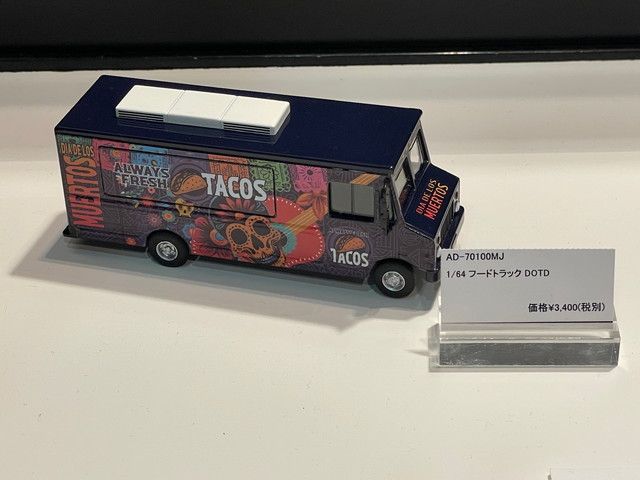 DIA DE LOS
MUERTOS
ALWAYS
FRESH
TACOS
TACOS
DIA DE LOS
MUERTOS
AD-70100MJ
1/64 フードトラック DOTD
価格¥3,400(税別)